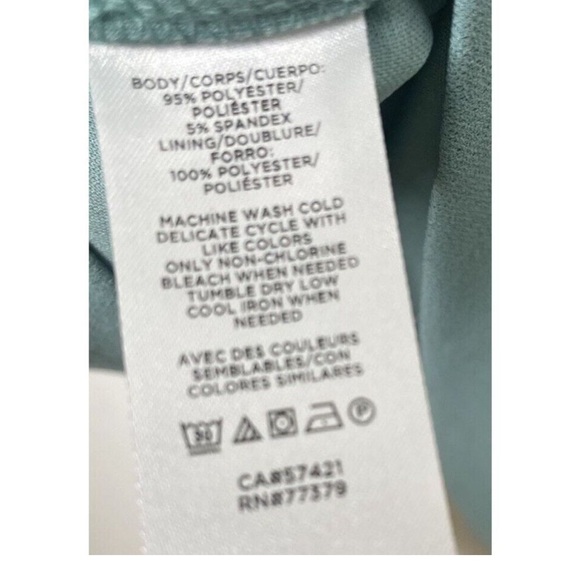 BODY/CORPS/CUERPO:
95% POLYESTER/
POLIÉSTER
5% SPANDEX
LINING/DOUBLURE/
FORRO:
100% POLYESTER/
POLIÉSTER
MACHINE WASH COLD
DELICATE CYCLE WITH
LIKE COLORS
ONLY NON-CHLORINE
BLEACH WHEN NEEDED
TUMBLE DRY LOW
COOL IRON WHEN
NEEDED
AVEC DES COULEURS
SEMBLABLES/CON
COLORES SIMILARES
30 P
CA#57421
RN#77379